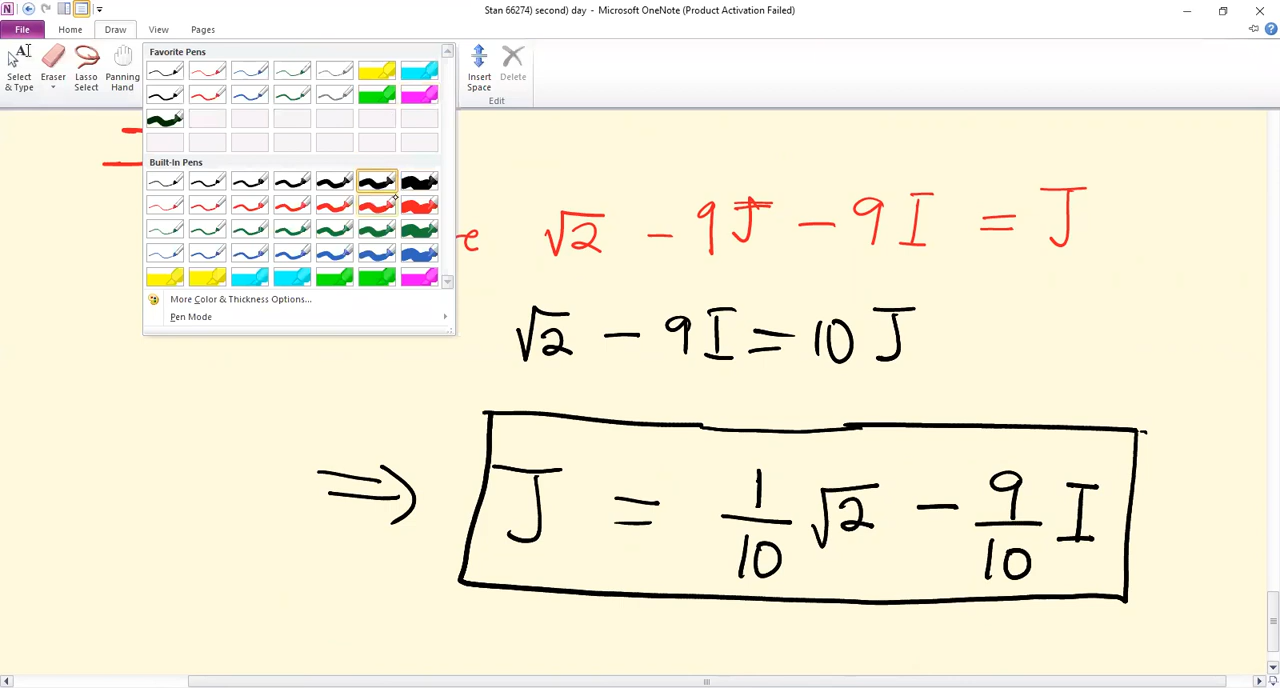 Stan 66274) second) day - Microsoft OneNote (Product Activation Failed)
File Home Draw View Pages
Select & Type
Eraser
Lasso Select
Panning Hand
Favorite Pens
Built-In Pens
More Color & Thickness Options...
Pen Mode
Insert Space
Delete
Edit
e √2 - 9J - 9I = J
√2 - 9I = 10J
⇒ J = 1/10 √2 - 9/10 I